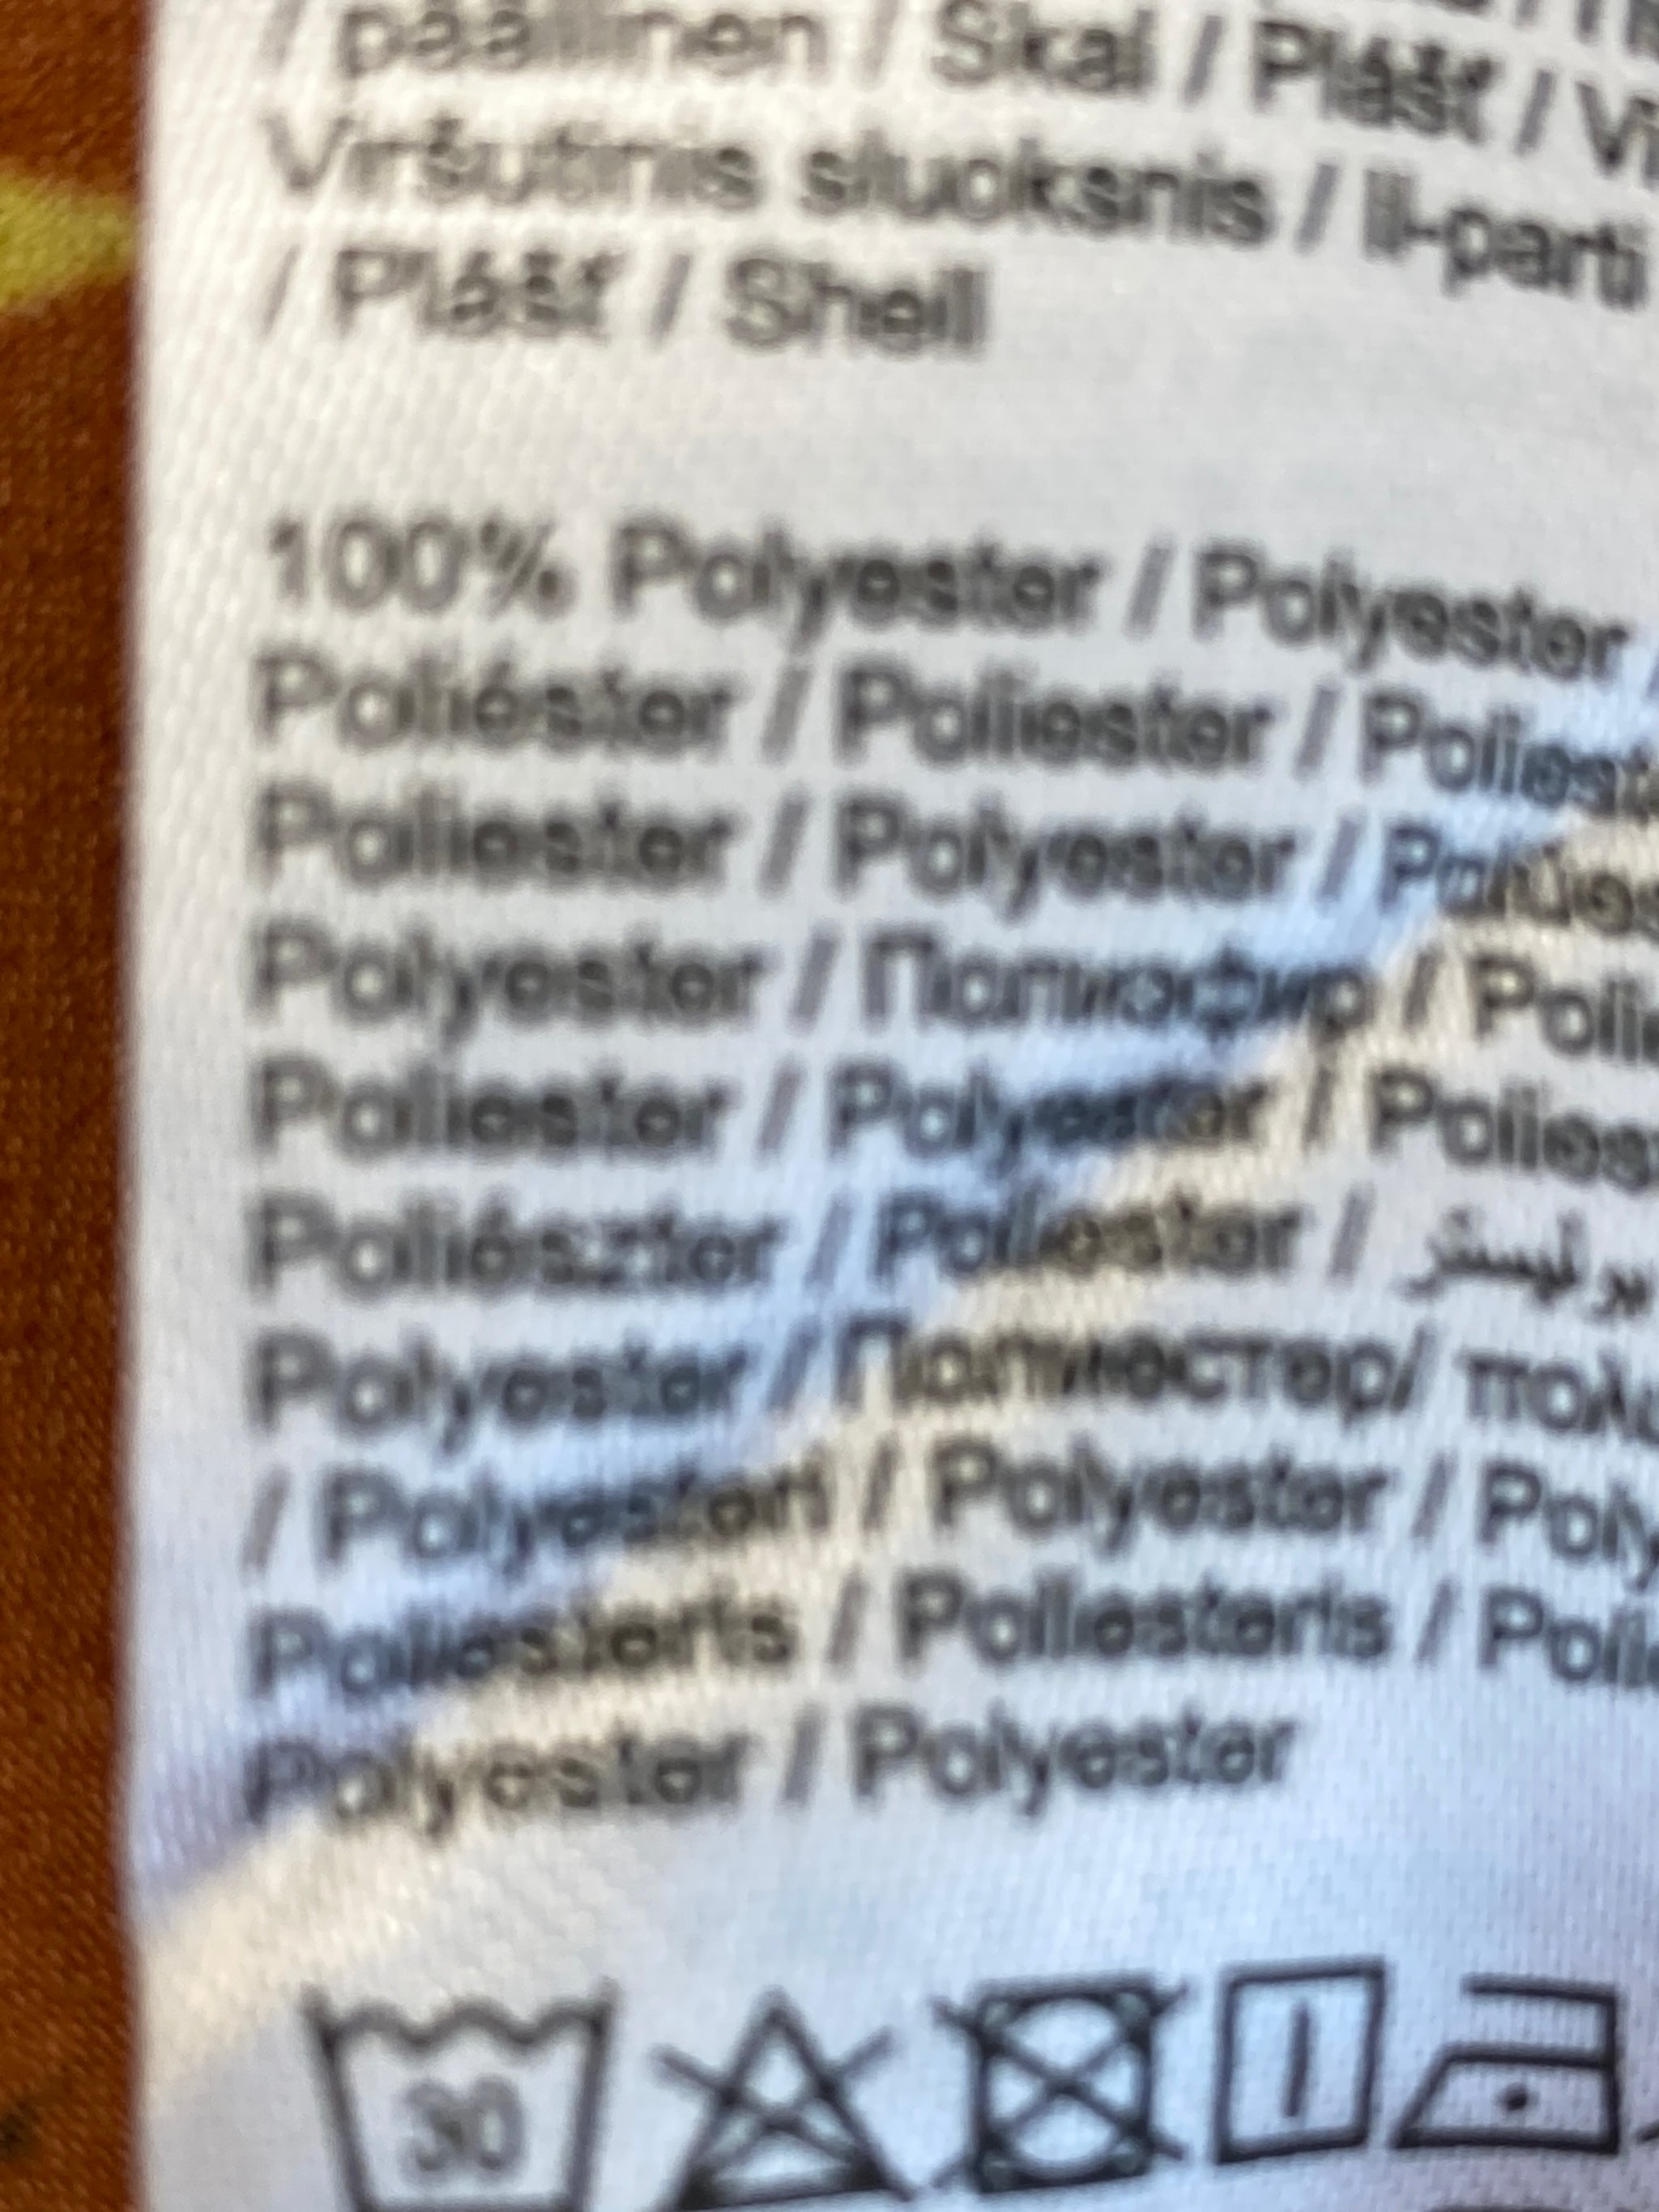 / päällinen / Skal / Plášť /
Viršutinis sluoksnis / Il-parti
/ Plášť / Shell
100% Polyester / Polyester /
Poliéster / Poliester /
Poliester / Polyester /
Polyester / Полиэфир /
Poliester / Polyester /
Poliészter / Poliester /
Polyester / Полиестер/
/ Polyesteri / Polyester /
Poliesteris / Poliesteris /
Polyester / Polyester
30